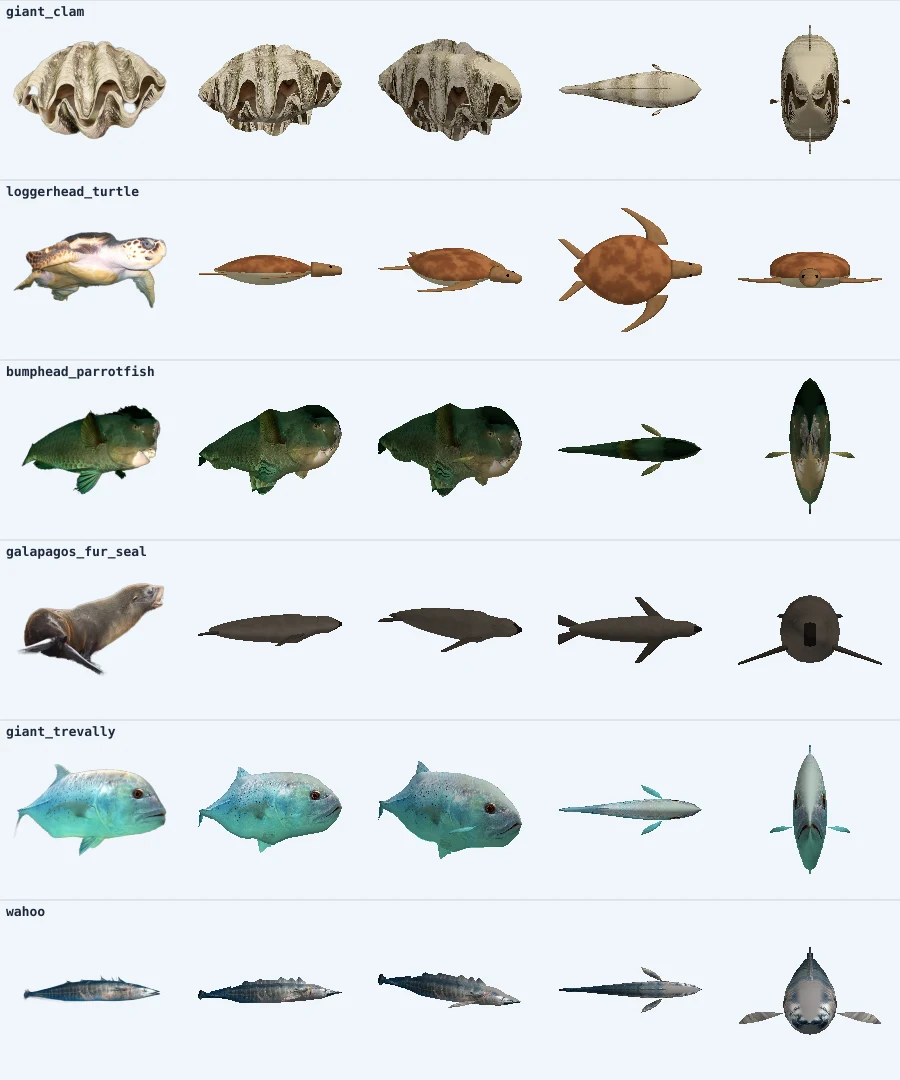 giant_clam
loggerhead_turtle
bumphead_parrotfish
galapagos_fur_seal
giant_trevally
wahoo